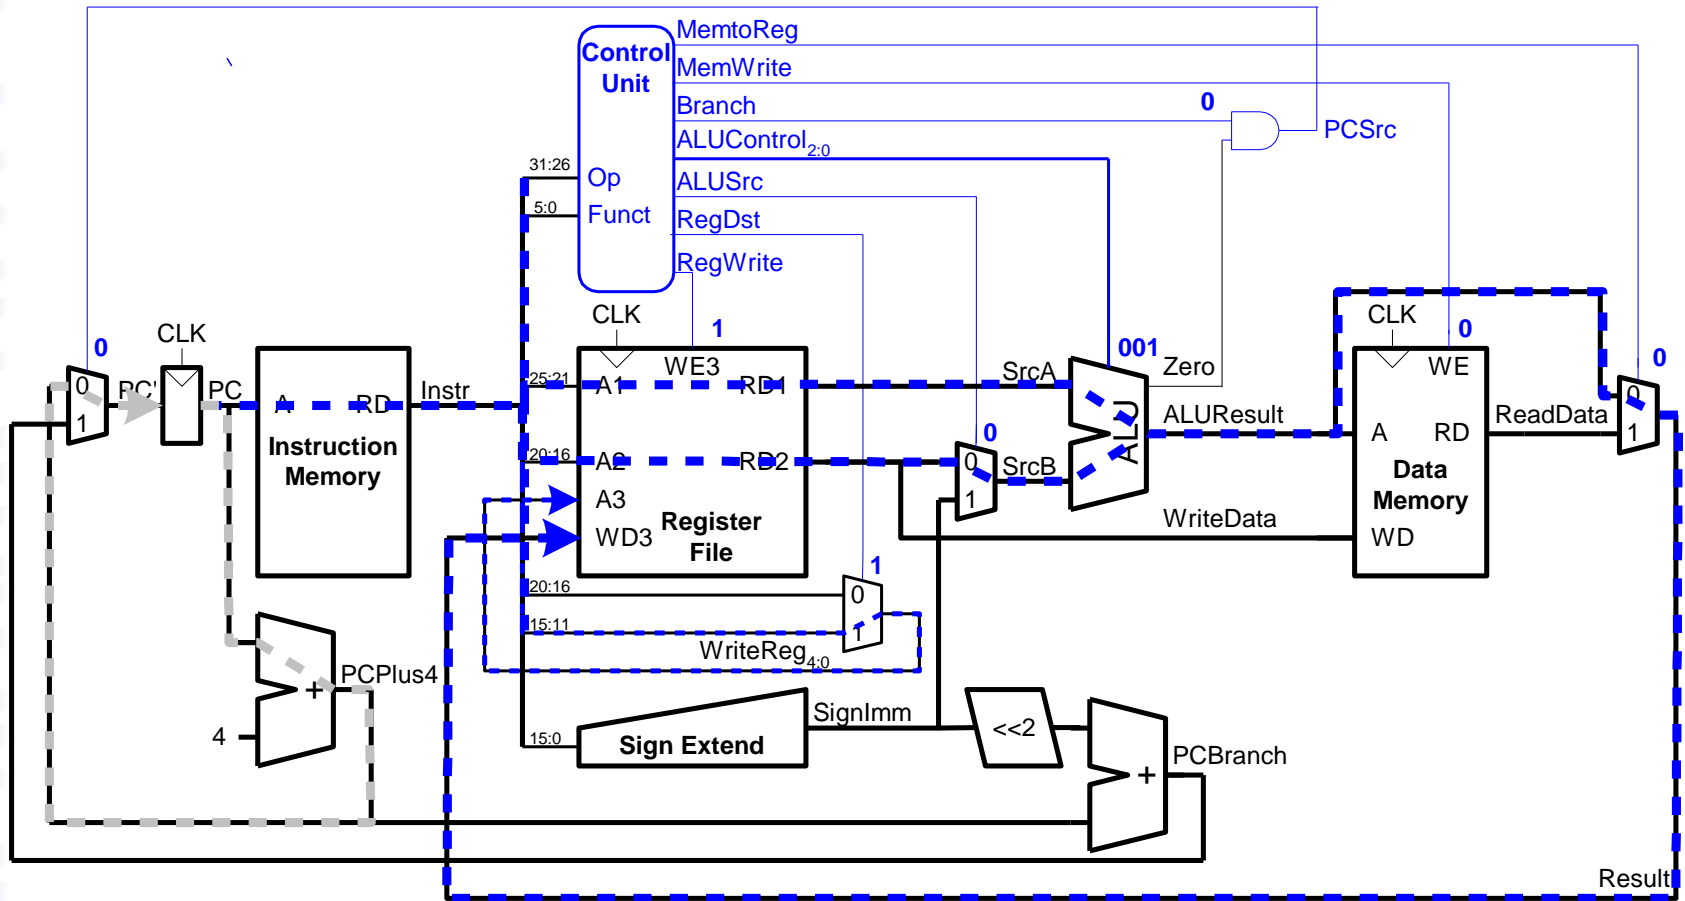 MemtoReg
Control
Unit
MemWrite
Branch
0
ALUControl2:0
PCSrc
31:26
Op
ALUSrc
5:0
Funct
RegDst
RegWrite
CLK
CLK
CLK
0
1
001
0
0
WE3
Zero
WE
0
PC'
PC
A
RD
Instr
25:21
A1
RD1
SrcA
ALU
0
1
Instruction
Memory
20:16
A2
RD2
0
0
SrcB
1
ALUResult
A
RD
ReadData
1
Data
Memory
A3
Register
File
WD3
WriteData
WD
20:16
0
1
15:11
1
WriteReg4:0
PCPlus4
+
4
SignImm
15:0
Sign Extend
<<2
PCBranch
+
Result